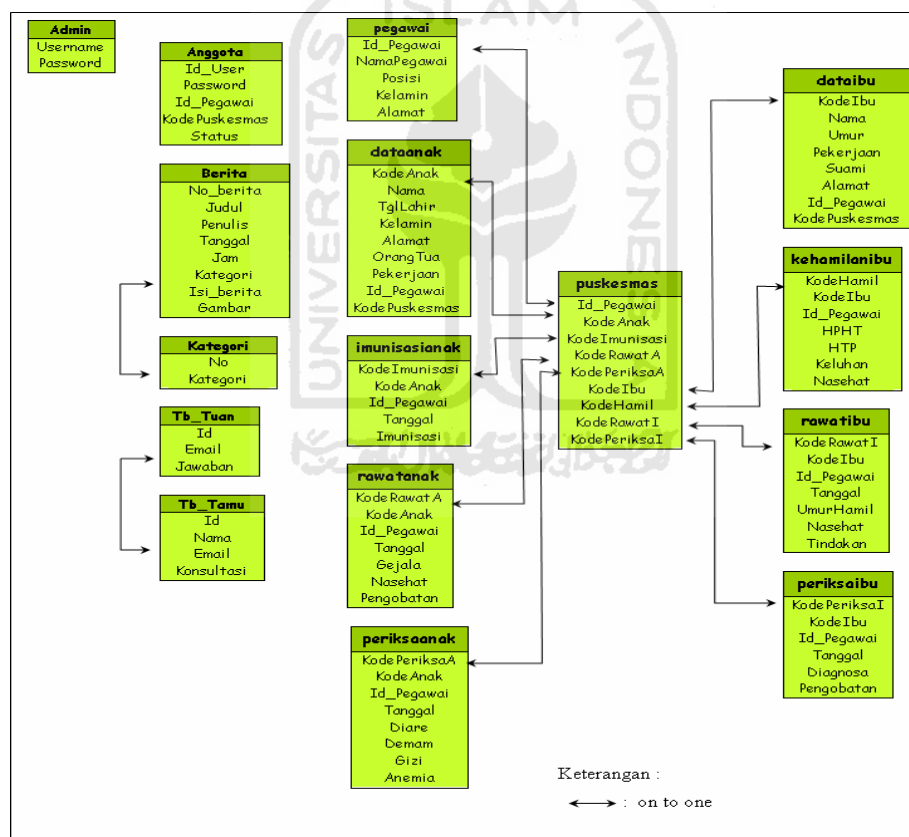 Admin
Username
Password
Anggota
Id_User
Password
Id_Pegawai
KodePuskesmas
Status
Berita
No_berita
Judul
Penulis
Tanggal
Jam
Kategori
Isi_berita
Gambar
Kategori
No
Kategori
Tb_Tuan
Id
Email
Jawaban
Tb_Tamu
Id
Nama
Email
Konsultasi
pegawai
Id_Pegawai
NamaPegawai
Posisi
Kelamin
Alamat
dataanak
KodeAnak
Nama
TglLahir
Kelamin
Alamat
OrangTua
Pekerjaan
Id_Pegawai
KodePuskesmas
imunisasianak
KodeImunisasi
KodeAnak
Id_Pegawai
Tanggal
Imunisasi
rawatanak
KodeRawatA
KodeAnak
Id_Pegawai
Tanggal
Gejala
Nasehat
Pengobatan
periksaanak
KodePeriksaA
KodeAnak
Id_Pegawai
Tanggal
Diare
Demam
Gizi
Anemia
puskesmas
Id_Pegawai
KodeAnak
KodeImunisasi
KodeRawatA
KodePeriksaA
KodeIbu
KodeHamil
KodeRawatI
KodePeriksaI
dataibu
KodeIbu
Nama
Umur
Pekerjaan
Suami
Alamat
Id_Pegawai
KodePuskesmas
kehamilanibu
KodeHamil
KodeIbu
Id_Pegawai
HPHT
HTP
Keluhan
Nasehat
rawatibu
KodeRawatI
KodeIbu
Id_Pegawai
Tanggal
UmurHamil
Nasehat
Tindakan
periksaibu
KodePeriksaI
KodeIbu
Id_Pegawai
Tanggal
Diagnosa
Pengobatan
Keterangan :
: on to one
UNIVERSITAS
ISLAM
INDONES